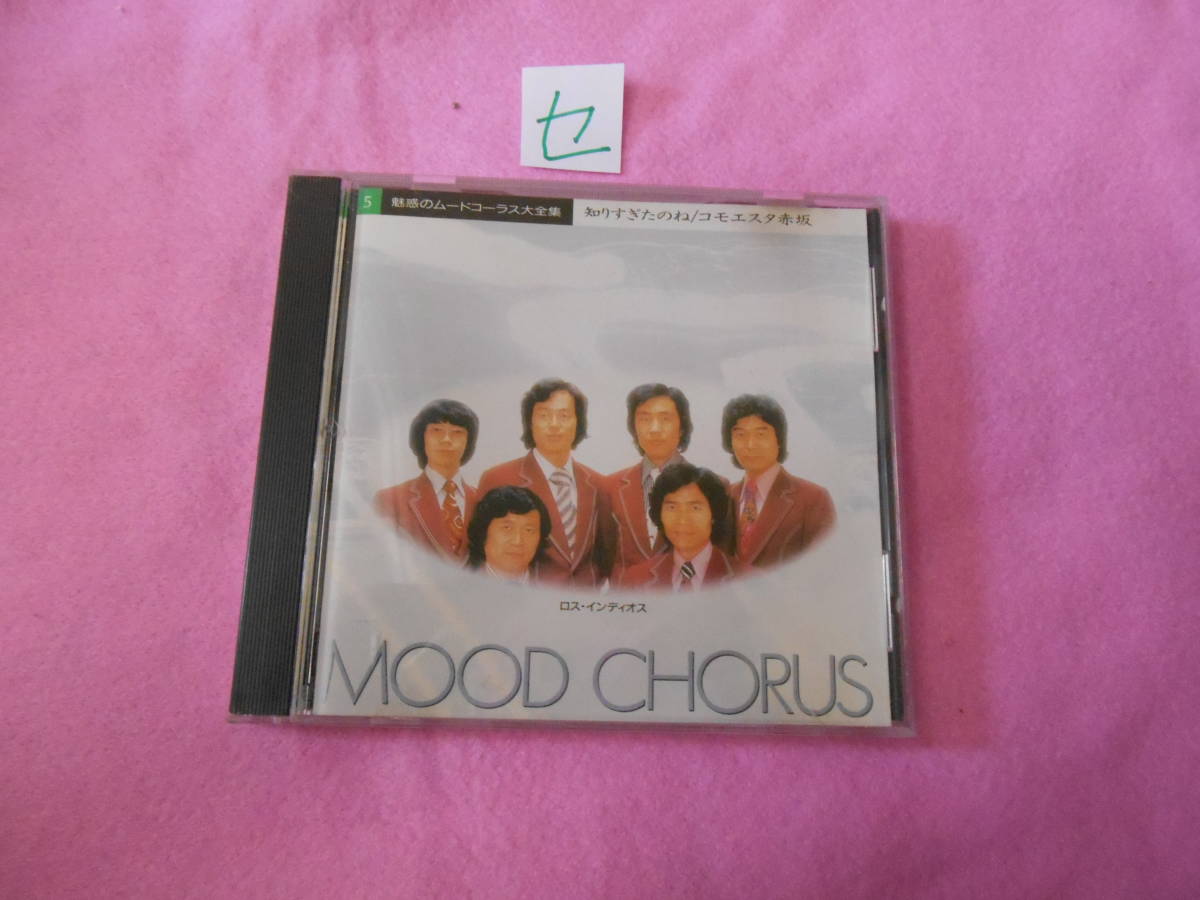 セ
5 魅惑のムードコーラス大全集 知りすぎたのね/コモエスタ赤坂
ロス・インディオス
MOOD CHORUS